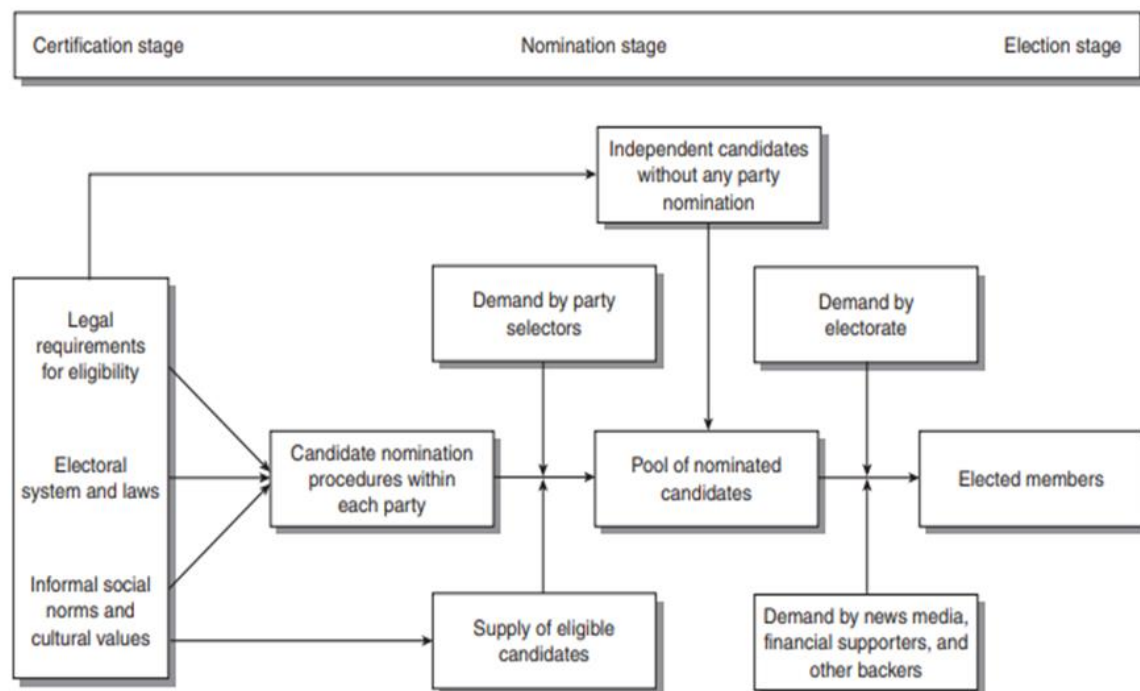 Certification stage
Nomination stage
Election stage
Independent candidates
without any party
nomination
Legal
requirements
for eligibility
Electoral
system and laws
Informal social
norms and
cultural values
Demand by party
selectors
Demand by
electorate
Candidate nomination
procedures within
each party
Pool of nominated
candidates
Elected members
Supply of eligible
candidates
Demand by news media,
financial supporters, and
other backers